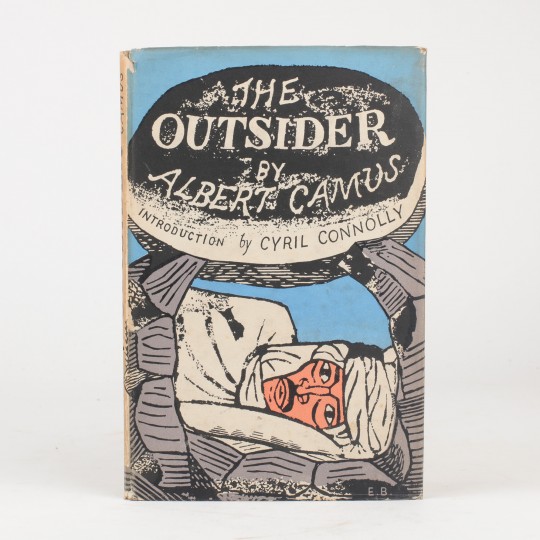 THE
OUTSIDER
BY
ALBERT CAMUS
INTRODUCTION by CYRIL CONNOLLY
E.B.